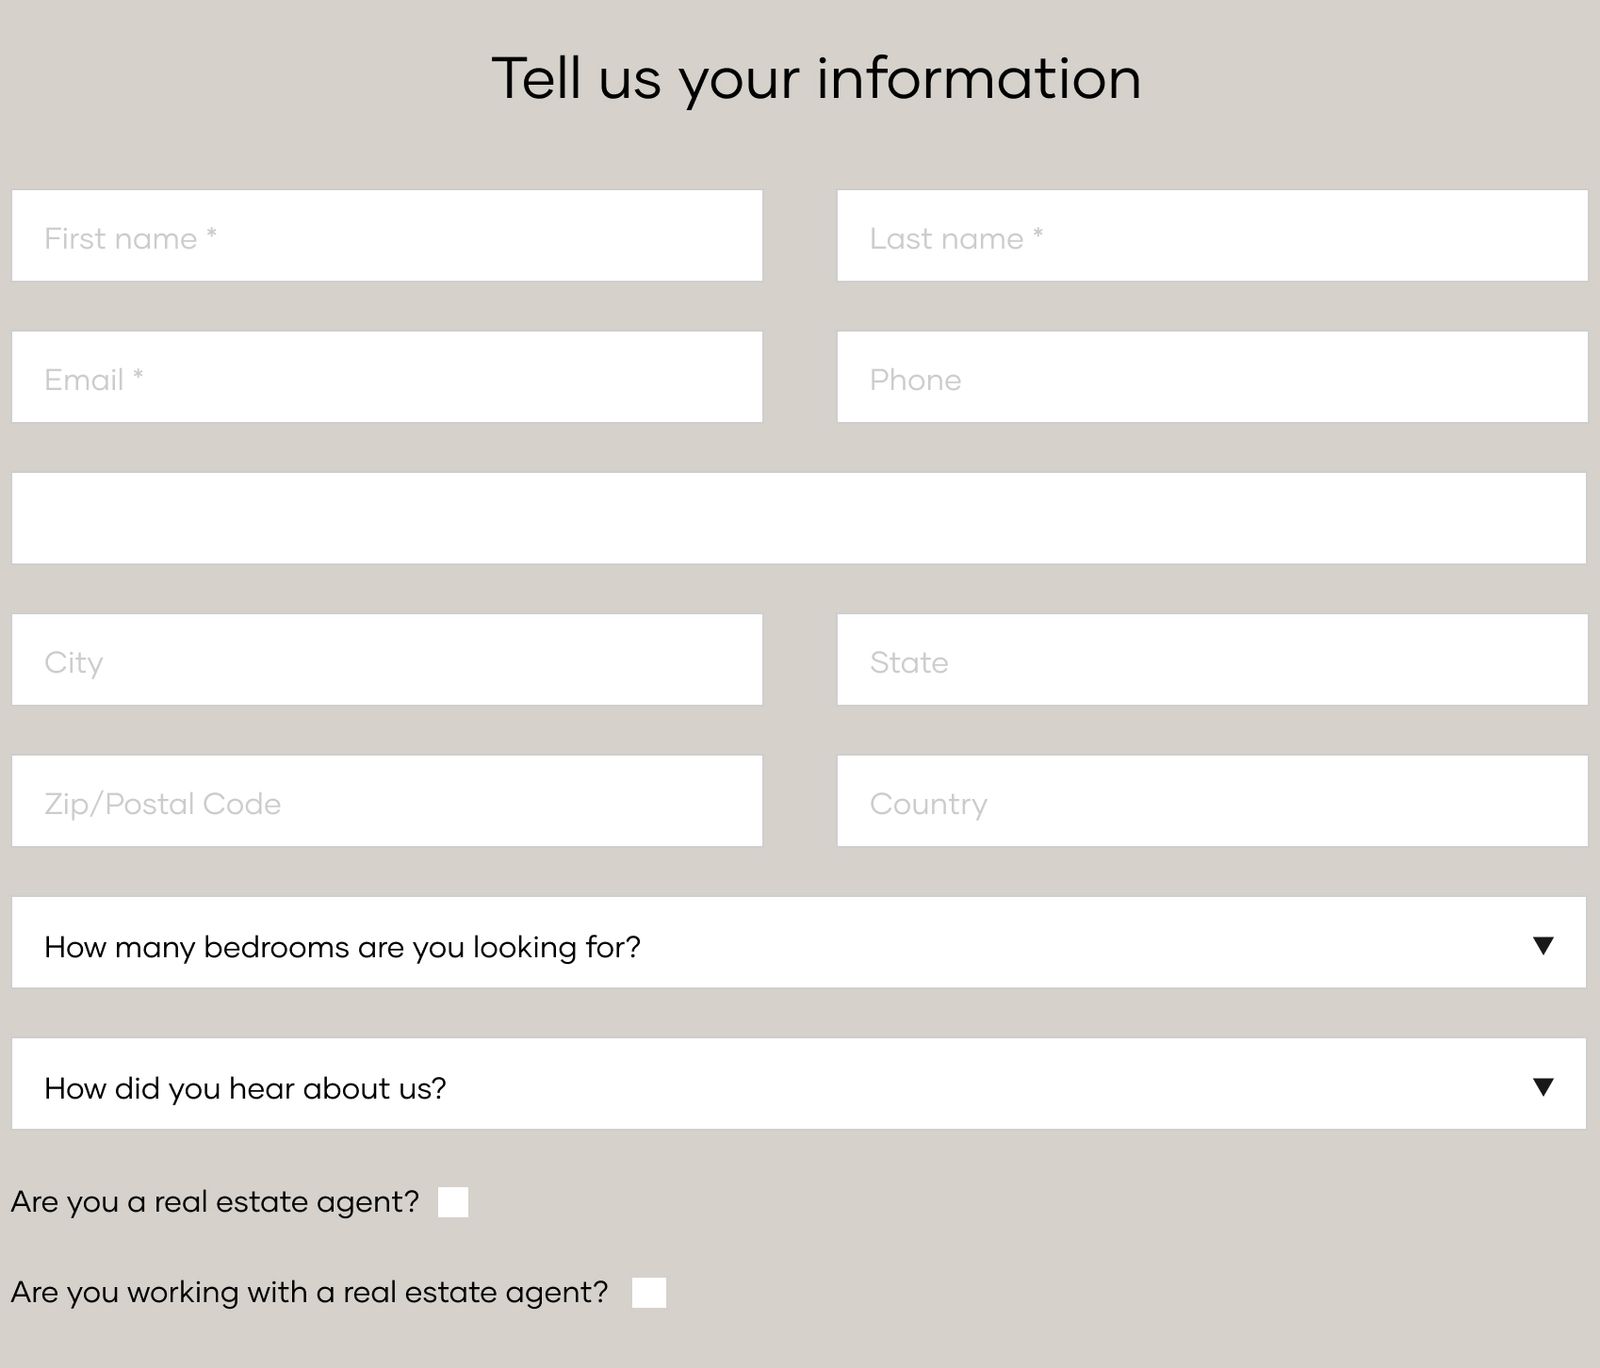 Tell us your information
First name *
Last name *
Email *
Phone
City
State
Zip/Postal Code
Country
How many bedrooms are you looking for?
How did you hear about us?
Are you a real estate agent?
Are you working with a real estate agent?